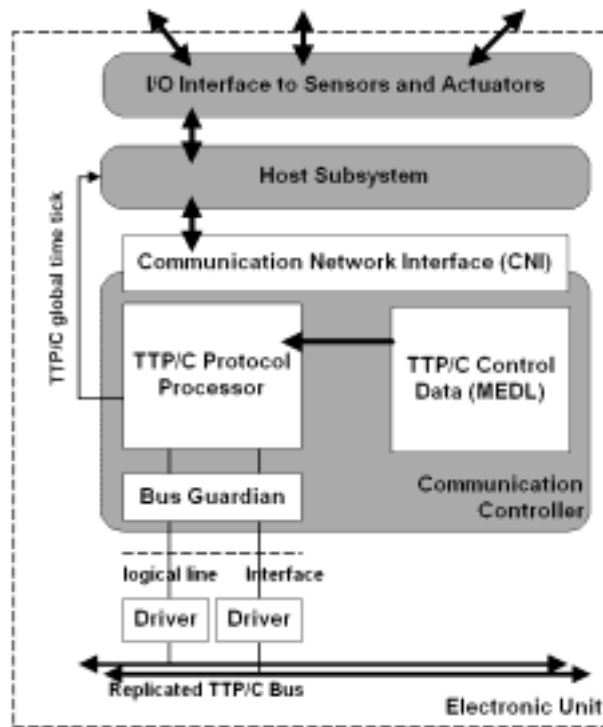 I/O Interface to Sensors and Actuators
Host Subsystem
TTP/C global time tick
Communication Network Interface (CNI)
TTP/C Protocol
Processor
TTP/C Control
Data (MEDL)
Bus Guardian
Communication
Controller
logical line Interface
Driver Driver
Replicated TTP/C Bus
Electronic Unit